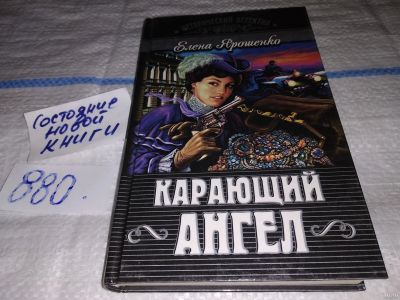 ИСТОРИЧЕСКИЙ ДЕТЕКТИВ
Елена Ярошенко
КАРАЮЩИЙ
АНГЕЛ
Состояние
новой
книги
880.